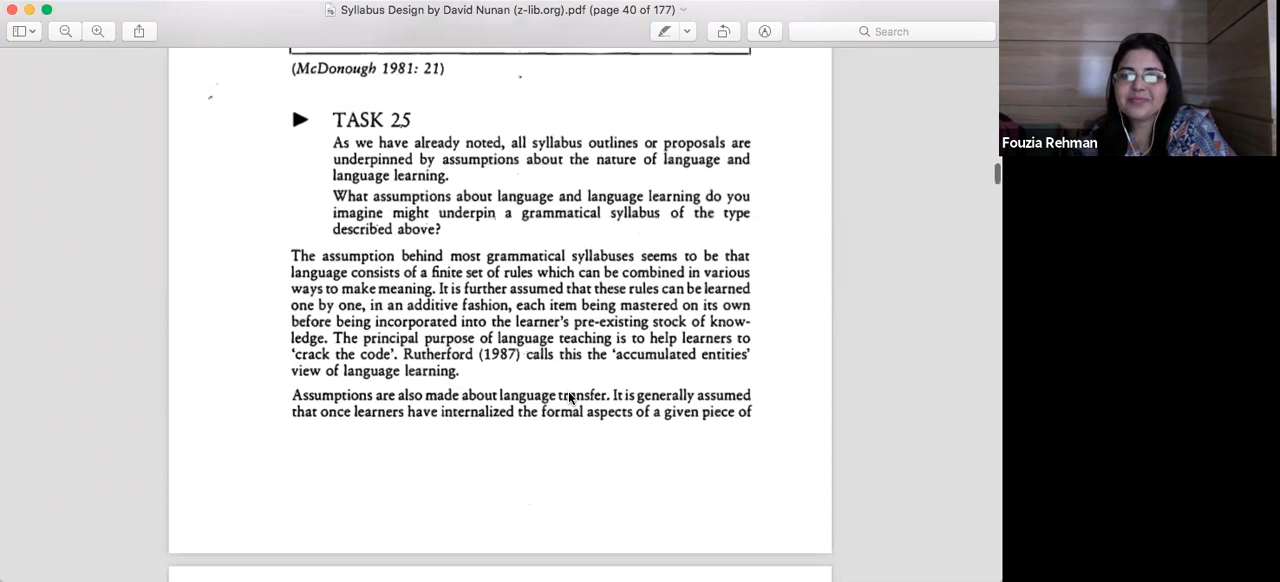 Syllabus Design by David Nunan (z-lib.org).pdf (page 40 of 177)
Search
(McDonough 1981: 21)
TASK 25
As we have already noted, all syllabus outlines or proposals are
underpinned by assumptions about the nature of language and
language learning.
What assumptions about language and language learning do you
imagine might underpin a grammatical syllabus of the type
described above?
The assumption behind most grammatical syllabuses seems to be that
language consists of a finite set of rules which can be combined in various
ways to make meaning. It is further assumed that these rules can be learned
one by one, in an additive fashion, each item being mastered on its own
before being incorporated into the learner's pre-existing stock of know-
ledge. The principal purpose of language teaching is to help learners to
'crack the code'. Rutherford (1987) calls this the 'accumulated entities'
view of language learning.
Assumptions are also made about language transfer. It is generally assumed
that once learners have internalized the formal aspects of a given piece of
Fouzia Rehman